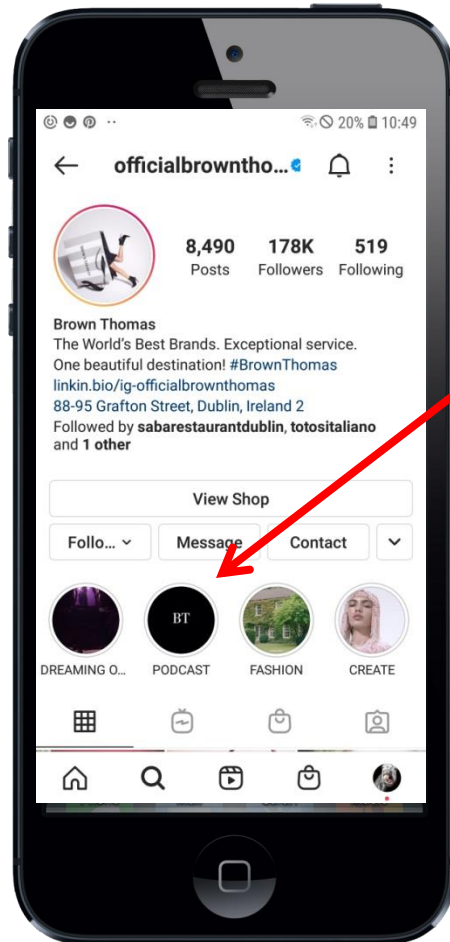 20% 10:49
officialbrowntho...
8,490 178K 519
Posts Followers Following
Brown Thomas
The World's Best Brands. Exceptional service.
One beautiful destination! #BrownThomas
linkin.bio/ig-officialbrownthomas
88-95 Grafton Street, Dublin, Ireland 2
Followed by sabarestaurantdublin, totositaliano
and 1 other
View Shop
Follo... Message Contact
BT
DREAMING O... PODCAST FASHION CREATE